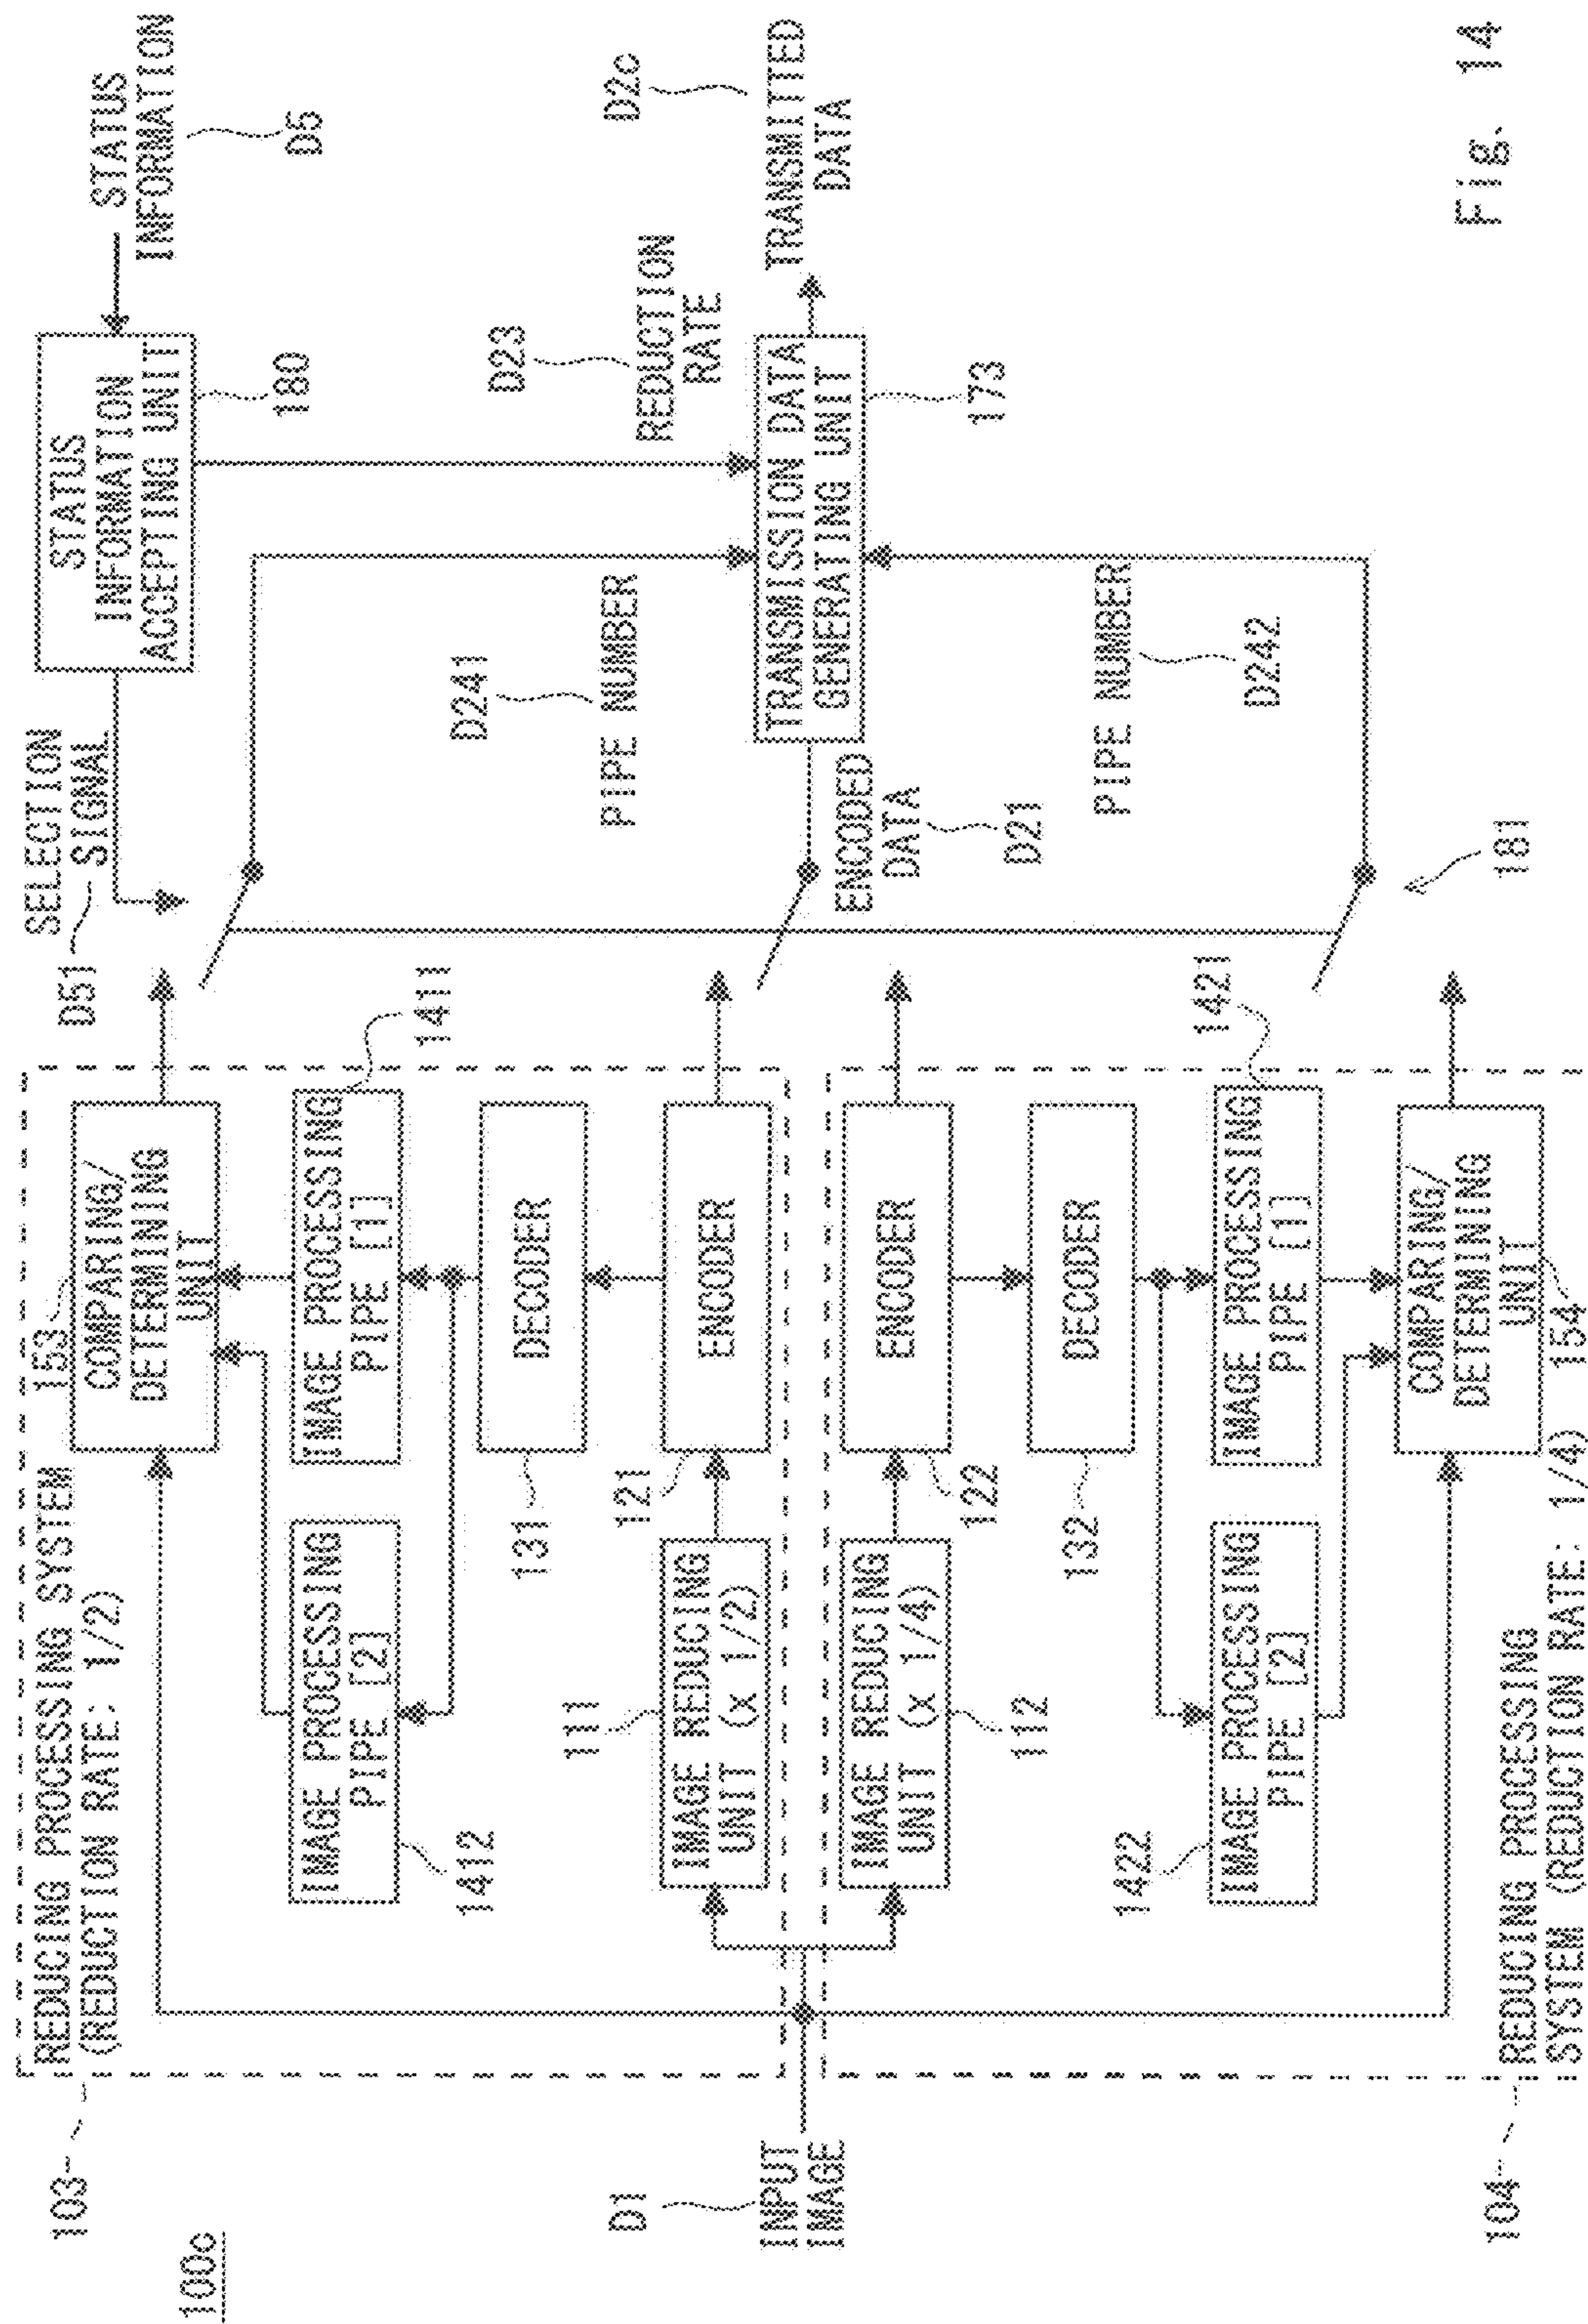 100c
103
REDUCING PROCESSING SYSTEM
(REDUCTION RATE: 1/2)
153
COMPARING/
DETERMINING
UNIT
D51
SELECTION
SIGNAL
STATUS
INFORMATION
ACCEPTING UNIT
180
STATUS
INFORMATION
D5
1412
IMAGE PROCESSING
PIPE [2]
IMAGE PROCESSING
PIPE [1]
1411
131
DECODER
D241
PIPE NUMBER
D23
REDUCTION
RATE
111
IMAGE REDUCING
UNIT (x 1/2)
121
ENCODER
D1
INPUT
IMAGE
ENCODED
DATA
D21
TRANSMISSION DATA
GENERATING UNIT
173
D2c
TRANSMITTED
DATA
IMAGE REDUCING
UNIT (x 1/4)
112
ENCODER
122
132
DECODER
PIPE NUMBER
D242
1422
IMAGE PROCESSING
PIPE [2]
IMAGE PROCESSING
PIPE [1]
1421
COMPARING/
DETERMINING
UNIT
154
181
104
REDUCING PROCESSING
SYSTEM (REDUCTION RATE: 1/4)
Fig. 14